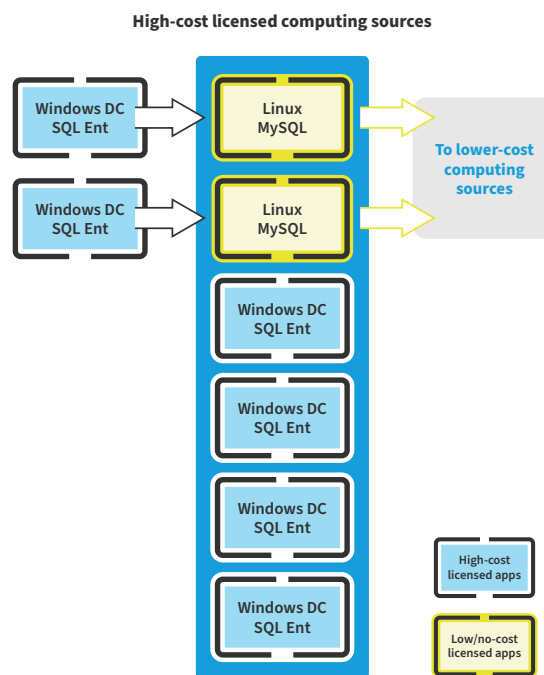 High-cost licensed computing sources
Windows DC
SQL Ent
Linux
MySQL
To lower-cost
computing
sources
Windows DC
SQL Ent
Linux
MySQL
Windows DC
SQL Ent
Windows DC
SQL Ent
Windows DC
SQL Ent
Windows DC
SQL Ent
High-cost
licensed apps
Low/no-cost
licensed apps